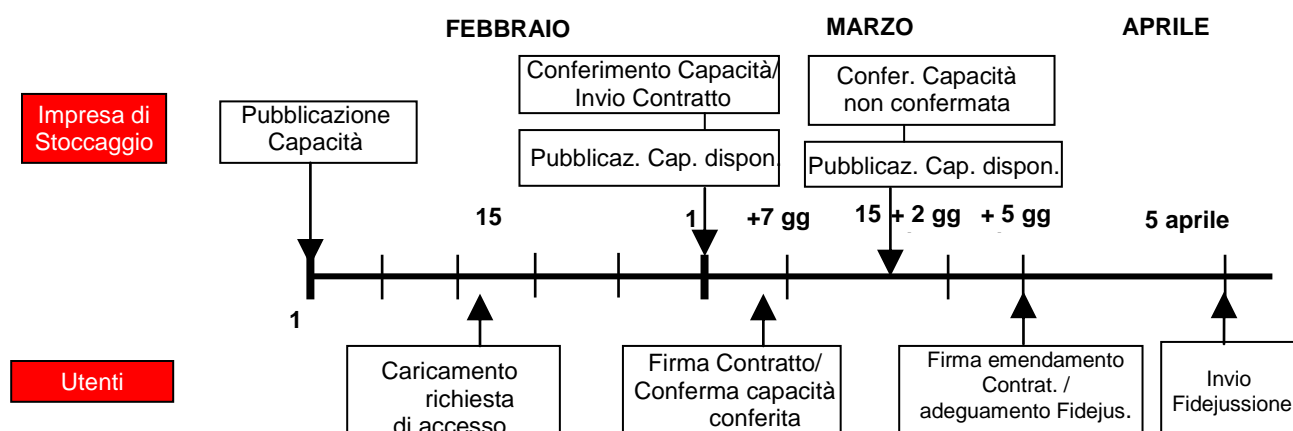 FEBBRAIO
MARZO
APRILE
Impresa di
Stoccaggio
Pubblicazione
Capacità
Conferimento Capacità/
Invio Contratto
Pubblicaz. Cap. dispon.
Confer. Capacità
non confermata
Pubblicaz. Cap. dispon.
15
1
+7 gg
15 + 2 gg
+ 5 gg
5 aprile
1
Utenti
Caricamento
richiesta
di accesso
Firma Contratto/
Conferma capacità
conferita
Firma emendamento
Contrat. /
adeguamento Fidejus.
Invio
Fidejussione